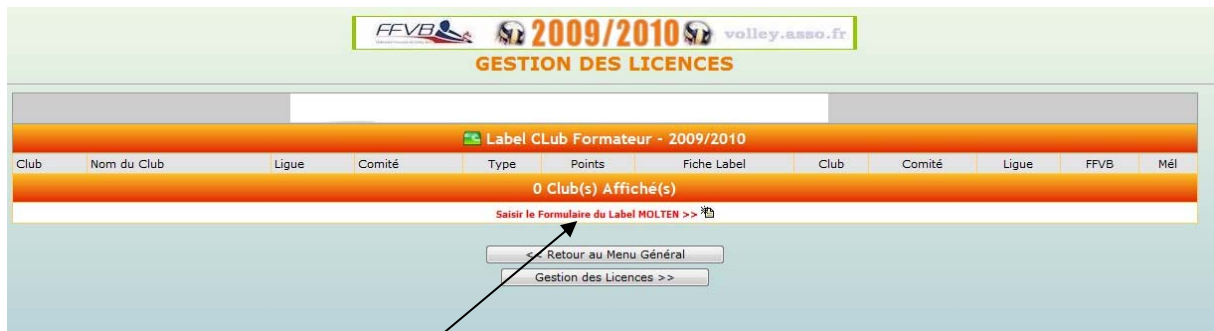 FFVB 2009/2010 volley.asso.fr
GESTION DES LICENCES
Label CLub Formateur - 2009/2010
Club Nom du Club Ligue Comité Type Points Fiche Label Club Comité Ligue FFVB Mél
0 Club(s) Affiché(s)
Saisir le Formulaire du Label MOLTEN >>
<< Retour au Menu Général
Gestion des Licences >>